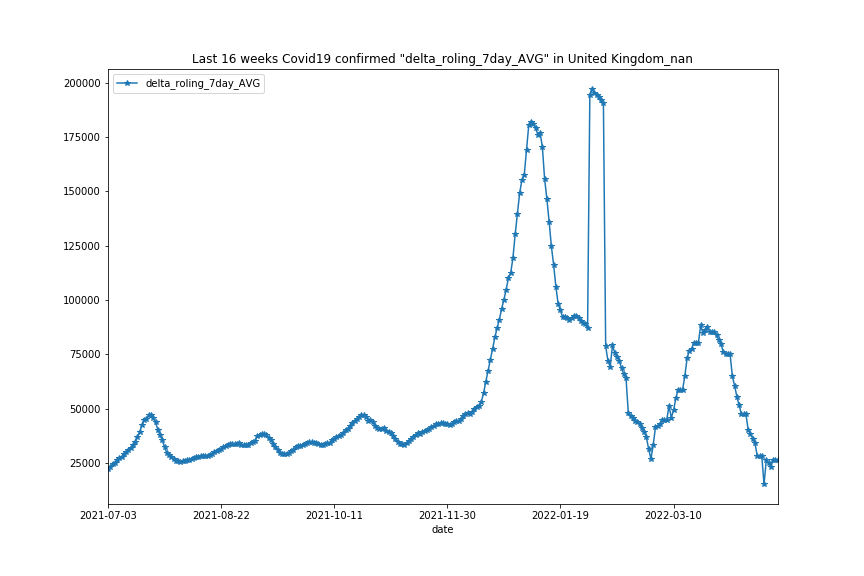 Last 16 weeks Covid19 confirmed "delta_roling_7day_AVG" in United Kingdom_nan
delta_roling_7day_AVG
200000
175000
150000
125000
100000
75000
50000
25000
2021-07-03 2021-08-22 2021-10-11 2021-11-30 2022-01-19 2022-03-10
date